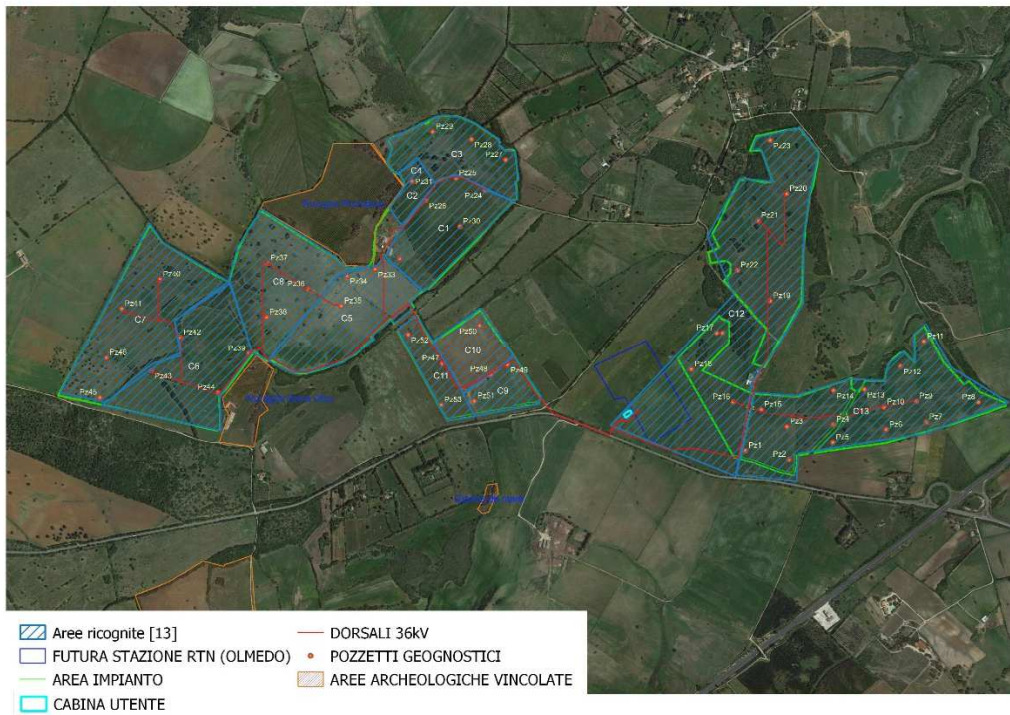 Pz29
Pz28
C3
Pz27
C4
Pz31
Pz25
C2
Pz24
Pz26
C1
Pz30
Pz23
Pz20
Pz21
Pz22
Pz19
Pz33
Pz37
Pz34
C8
Pz36
Pz35
Pz38
C5
Pz40
Pz41
C7
Pz42
Pz39
Pz46
C6
Pz43
Pz44
Pz45
Pz52
Pz50
C10
Pz47
Pz48
Pz49
C11
C9
Pz53
Pz51
C12
Pz17
Pz18
Pz11
Pz12
Pz16
Pz15
Pz14
Pz13
Pz10
Pz9
Pz8
C13
Pz3
Pz4
Pz6
Pz7
Pz5
Pz1
Pz2
Aree ricognite [13]
FUTURA STAZIONE RTN (OLMEDO)
AREA IMPIANTO
CABINA UTENTE
DORSALI 36kV
POZZETTI GEOGNOSTICI
AREE ARCHEOLOGICHE VINCOLATE